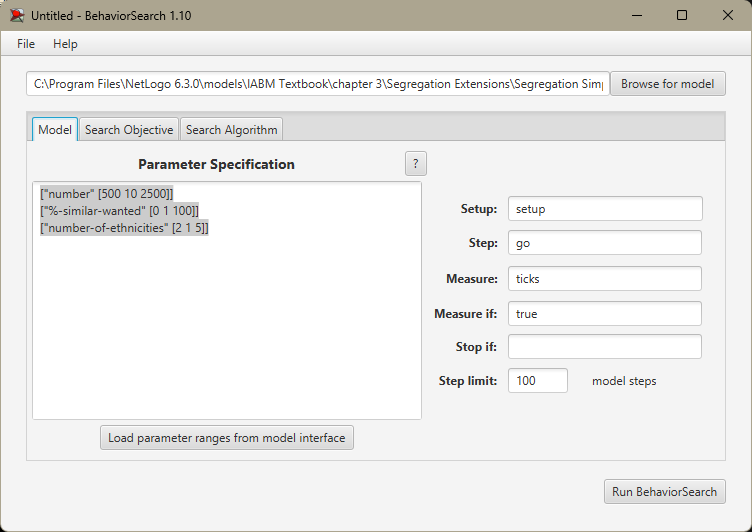 Untitled - BehaviorSearch 1.10
File Help
C:\Program Files\NetLogo 6.3.0\models\IABM Textbook\chapter 3\Segregation Extensions\Segregation Simp
Browse for model
Model Search Objective Search Algorithm
Parameter Specification
?
["number" [500 10 2500]]
["%-similar-wanted" [0 1 100]]
["number-of-ethnicities" [2 1 5]]
Setup: setup
Step: go
Measure: ticks
Measure if: true
Stop if:
Step limit: 100 model steps
Load parameter ranges from model interface
Run BehaviorSearch